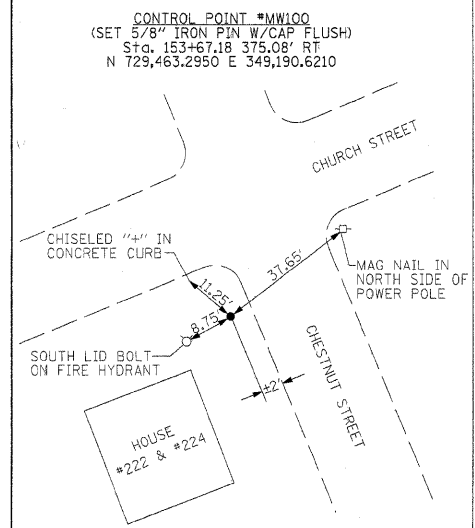 CONTROL POINT #MW100
(SET 5/8" IRON PIN W/CAP FLUSH)
Sta. 153+67.18 375.08' RT
N 729,463.2950 E 349,190.6210
CHURCH STREET
CHISELED "+" IN
CONCRETE CURB
37.65'
11.25'
8.75'
MAG NAIL IN
NORTH SIDE OF
POWER POLE
SOUTH LID BOLT
ON FIRE HYDRANT
CHESTNUT STREET
±2'
HOUSE
#222 & #224